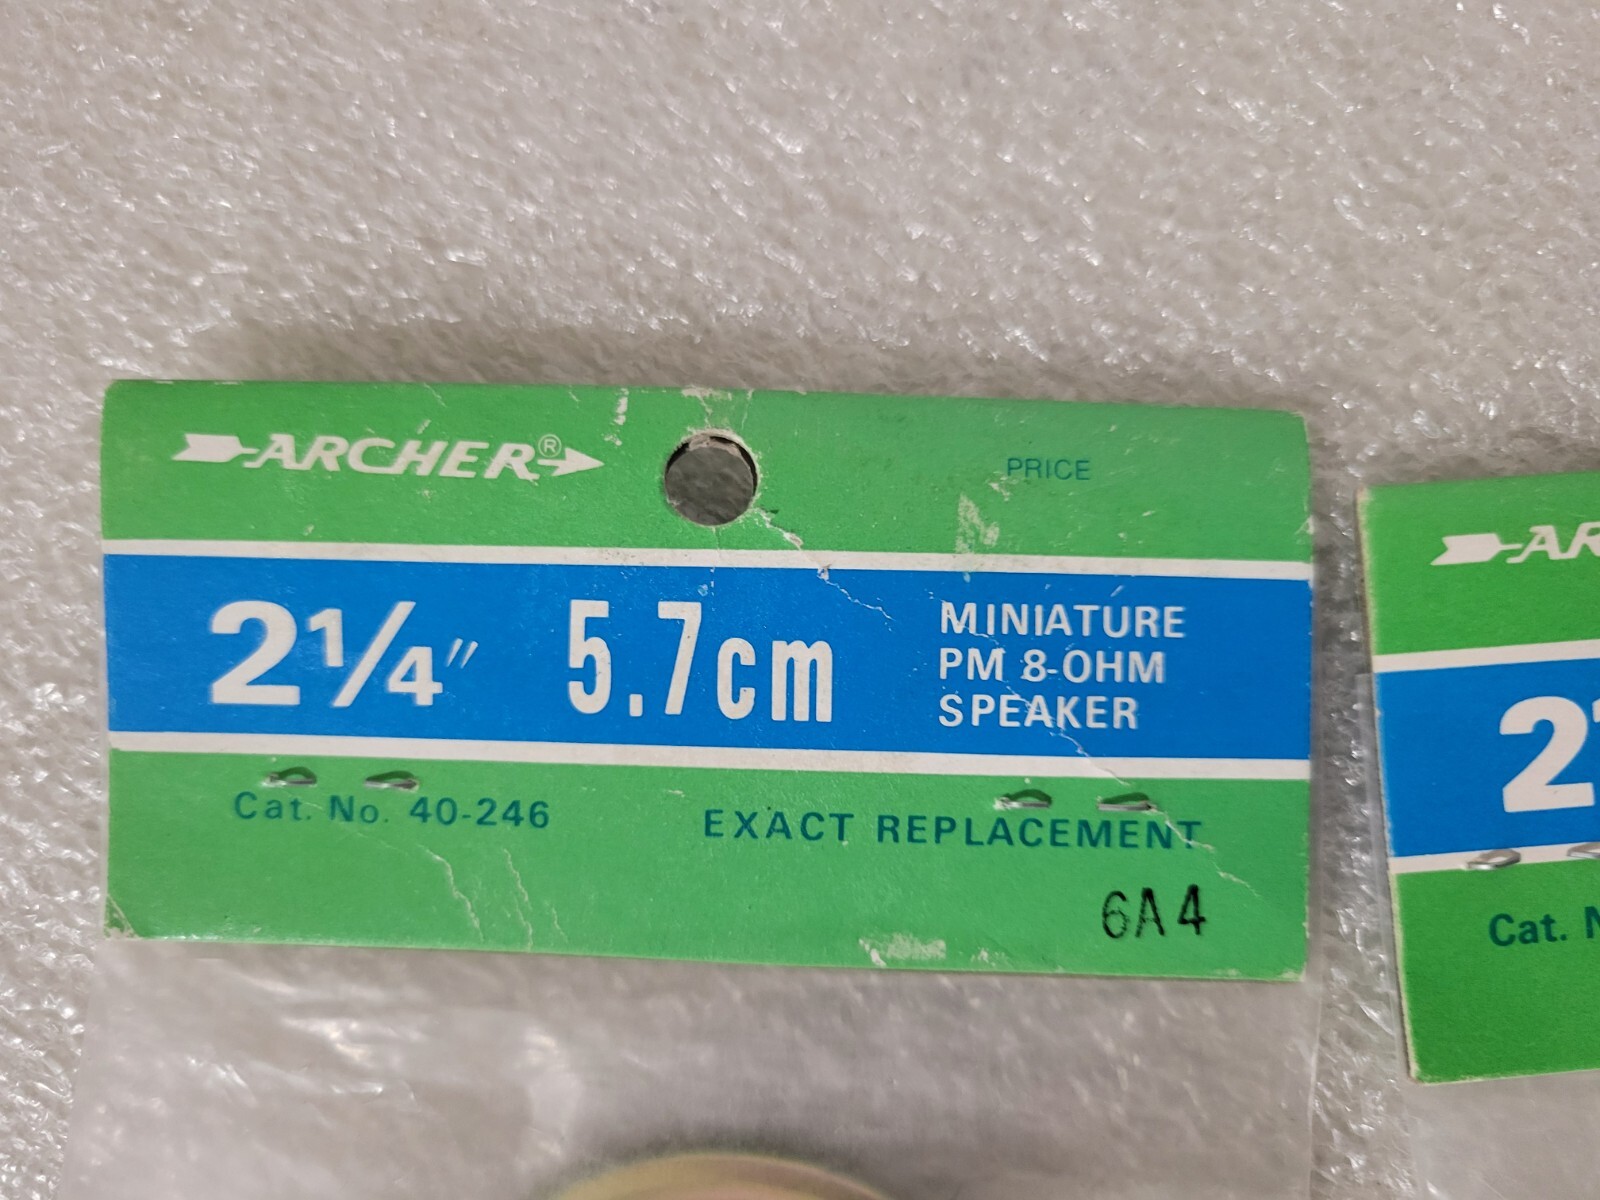 ARCHER®
PRICE
2¼" 5.7cm
MINIATURE
PM 8-OHM
SPEAKER
Cat. No. 40-246
EXACT REPLACEMENT
6A4
2
Cat.